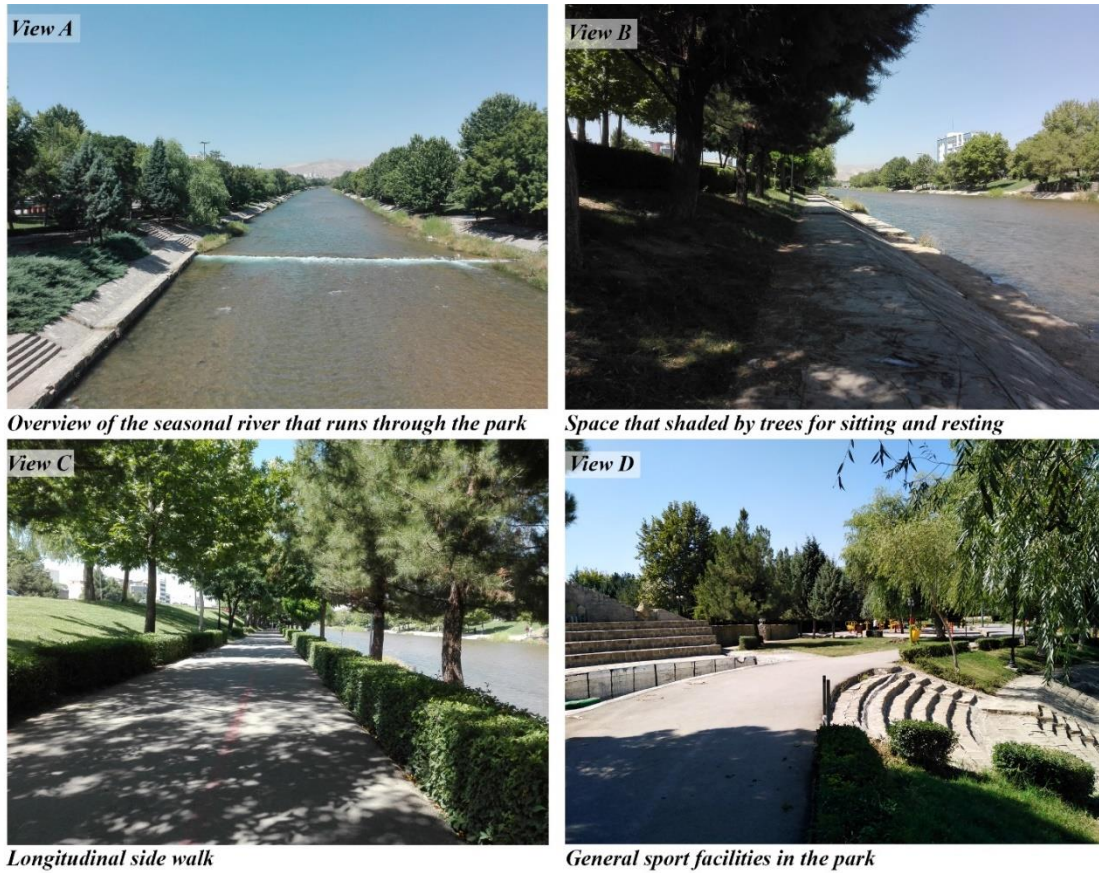 View A
View B
Overview of the seasonal river that runs through the park
Space that shaded by trees for sitting and resting
View C
View D
Longitudinal side walk
General sport facilities in the park